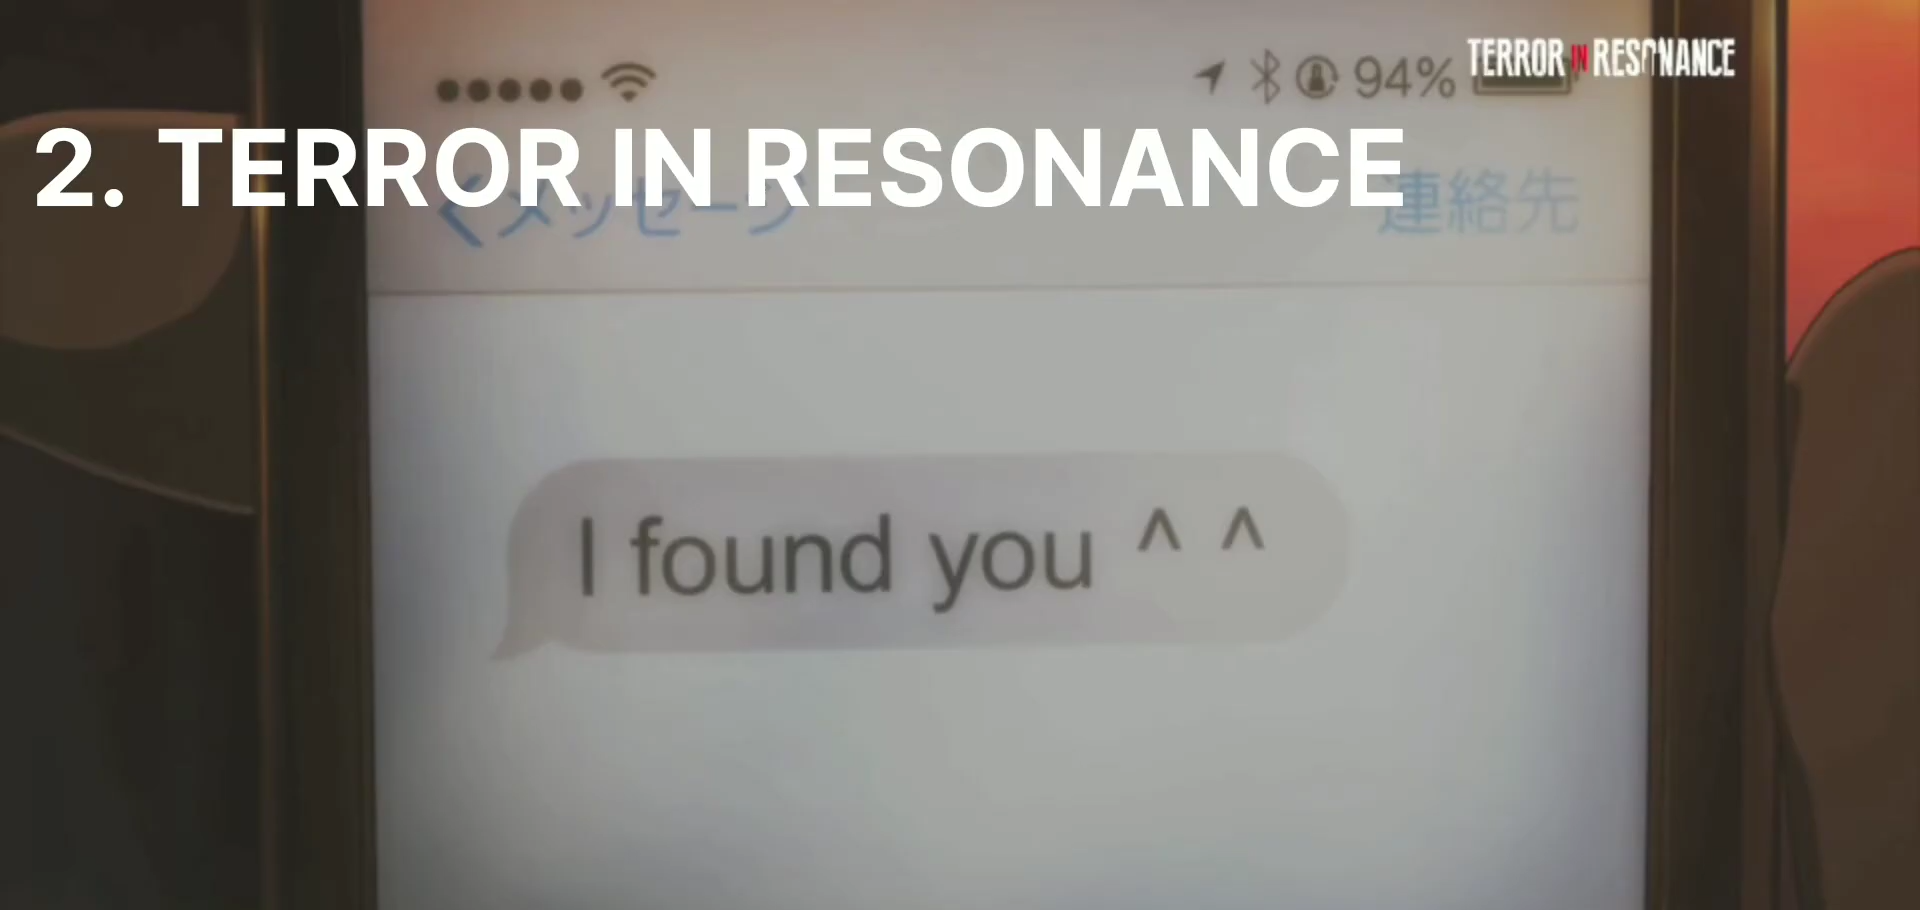 94%
TERROR IN RESONANCE
2. TERROR IN RESONANCE
メッセージ
連絡先
I found you ^ ^